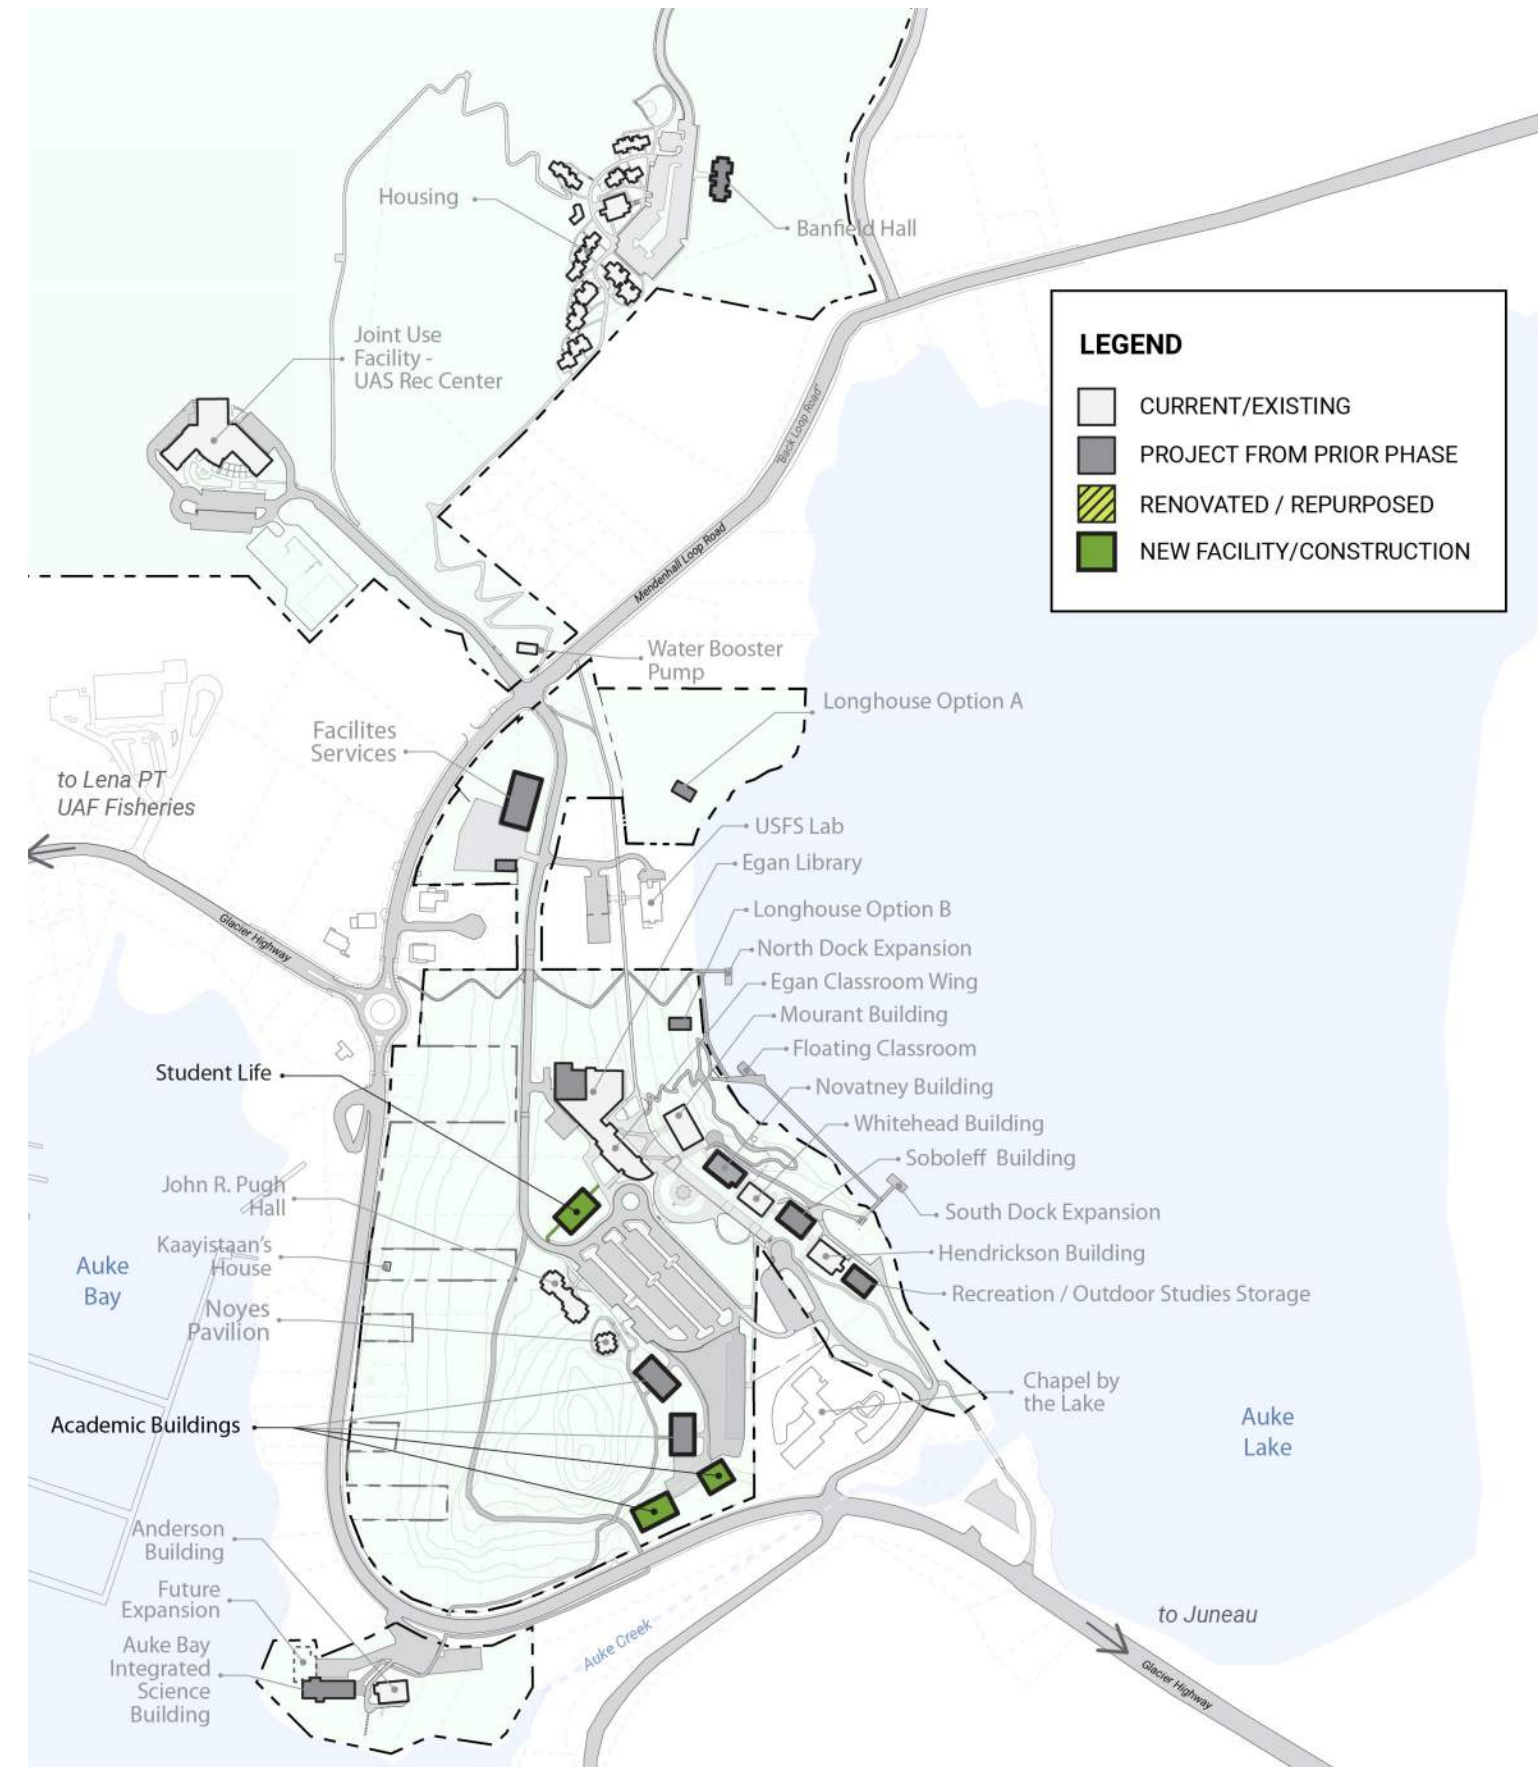 Housing
Banfield Hall
Joint Use
Facility -
UAS Rec Center
LEGEND
CURRENT/EXISTING
PROJECT FROM PRIOR PHASE
RENOVATED / REPURPOSED
NEW FACILITY/CONSTRUCTION
"Back Loop Road"
Mendenhall Loop Road
Water Booster
Pump
Longhouse Option A
Facilites
Services
to Lena PT
UAF Fisheries
USFS Lab
Egan Library
Longhouse Option B
Glacier Highway
North Dock Expansion
Egan Classroom Wing
Mourant Building
Floating Classroom
Student Life
Novatney Building
Whitehead Building
Soboleff Building
John R. Pugh
Hall
South Dock Expansion
Kaayistaan's
House
Hendrickson Building
Auke
Bay
Recreation / Outdoor Studies Storage
Noyes
Pavilion
Chapel by
the Lake
Academic Buildings
Auke
Lake
Anderson
Building
Future
Expansion
to Juneau
Auke Creek
Auke Bay
Integrated
Science
Building
Glacier Highway